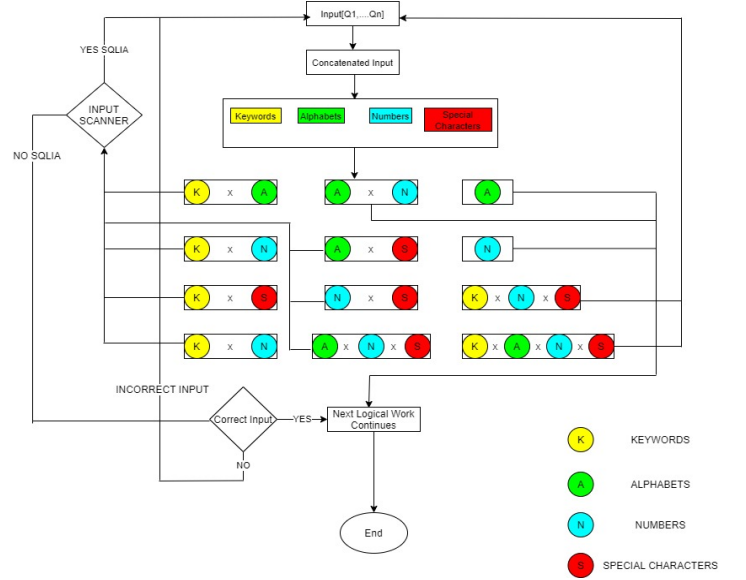 Input[Q1,....Qn]
YES SQLIA
Concatenated Input
INPUT
SCANNER
Keywords
Alphabets
Numbers
Special
Characters
NO SQLIA
K x A
A x N
A
K x N
A x S
N
K x S
N x S
K x N x S
K x N
A x N x S
K x A x N x S
INCORRECT INPUT
Correct Input
YES
Next Logical Work
Continues
NO
End
K KEYWORDS
A ALPHABETS
N NUMBERS
S SPECIAL CHARACTERS